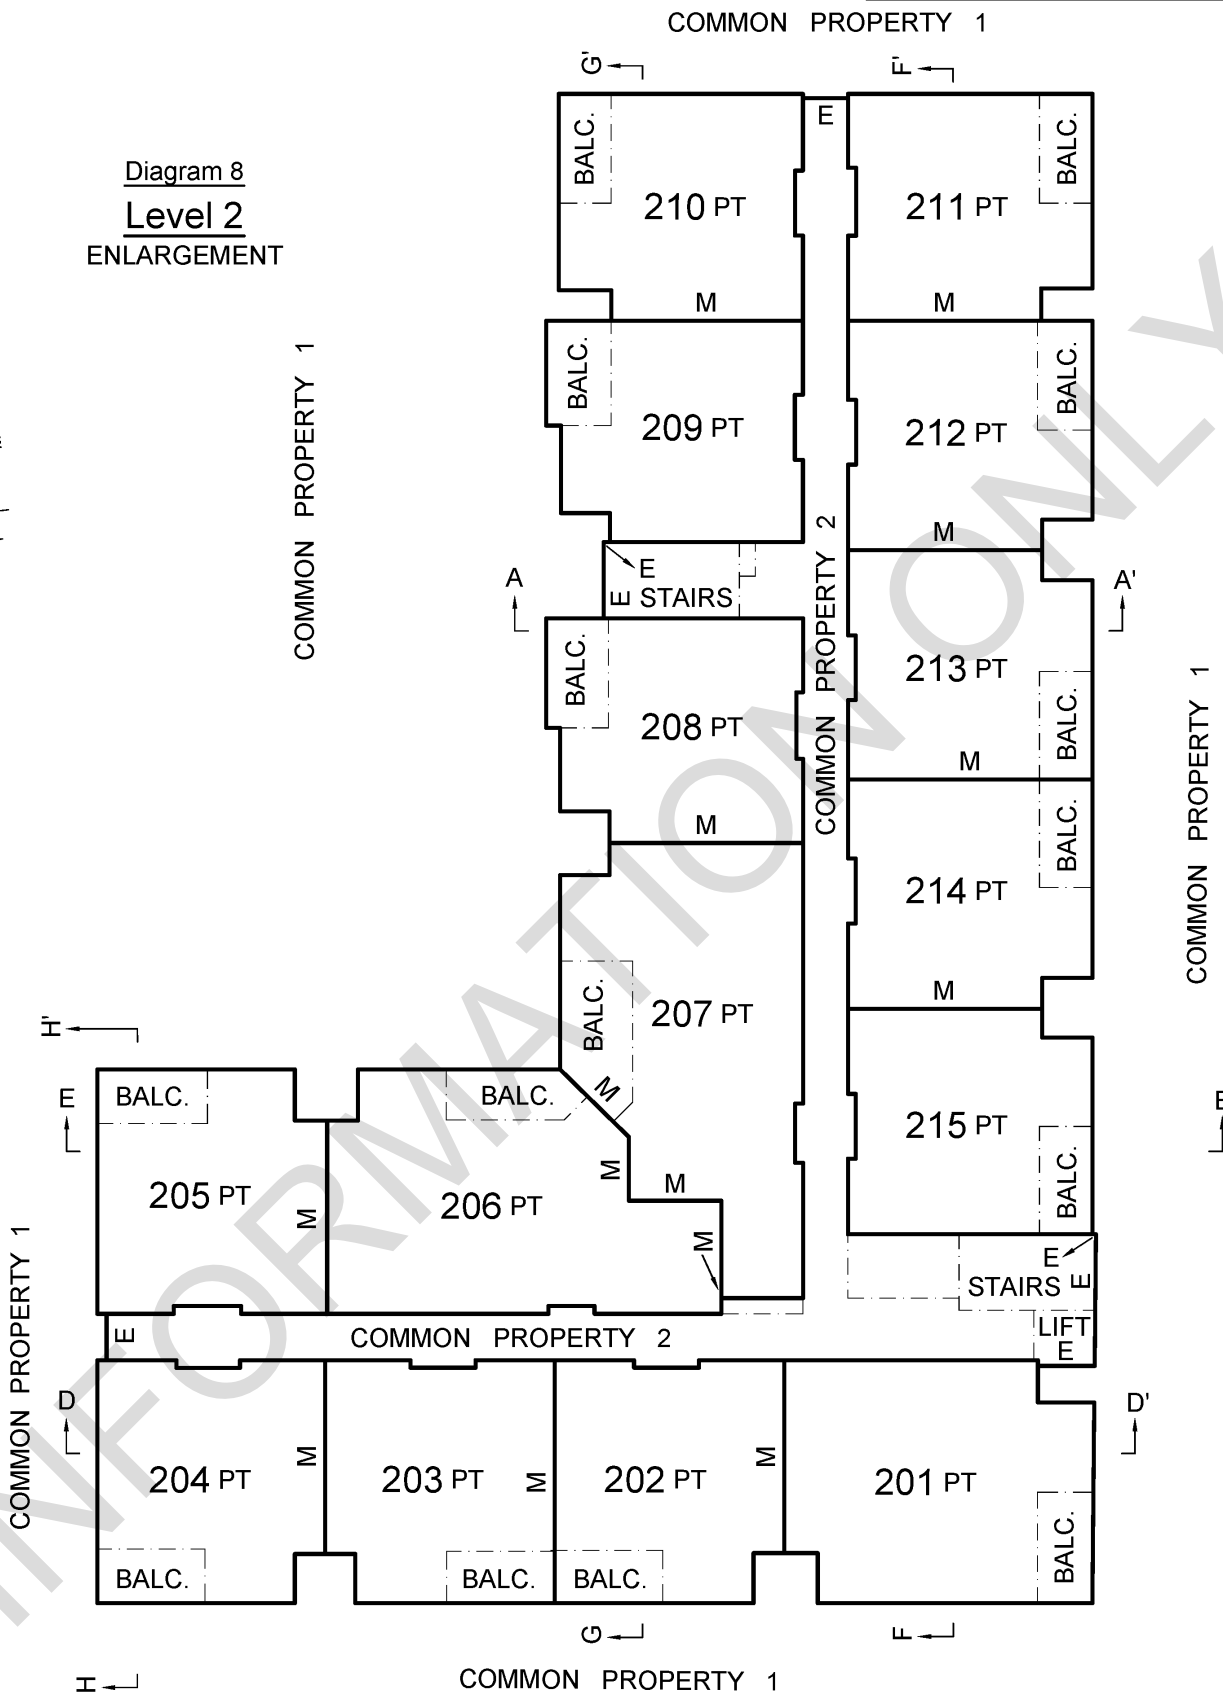 COMMON PROPERTY 1
G'
F'
Diagram 8
Level 2
ENLARGEMENT
BALC.
E
BALC.
210 PT
211 PT
M
M
COMMON PROPERTY 1
BALC.
BALC.
209 PT
212 PT
M
COMMON PROPERTY 2
A
E
E
STAIRS
A'
BALC.
213 PT
208 PT
BALC.
M
COMMON PROPERTY 1
M
BALC.
214 PT
M
207 PT
BALC.
H'
E
BALC.
BALC.
M
215 PT
BALC.
205 PT
206 PT
M
M
M
M
COMMON PROPERTY 1
E
STAIRS
E
LIFT
E
E
COMMON PROPERTY 2
D
D'
204 PT
M
203 PT
M
202 PT
M
201 PT
BALC.
BALC.
BALC.
BALC.
G
F
H
COMMON PROPERTY 1
INFORMATION ONLY